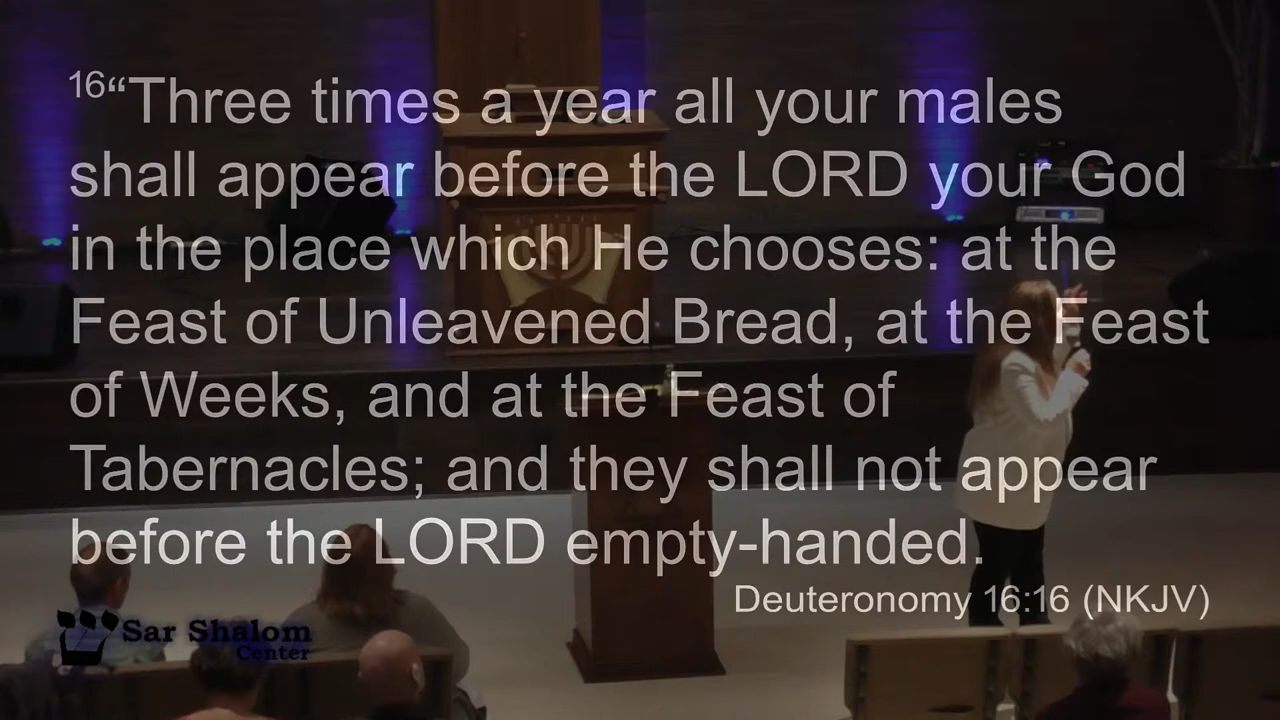 16“Three times a year all your males
shall appear before the LORD your God
in the place which He chooses: at the
Feast of Unleavened Bread, at the Feast
of Weeks, and at the Feast of
Tabernacles; and they shall not appear
before the LORD empty-handed.
Deuteronomy 16:16 (NKJV)
Sar Shalom
Center